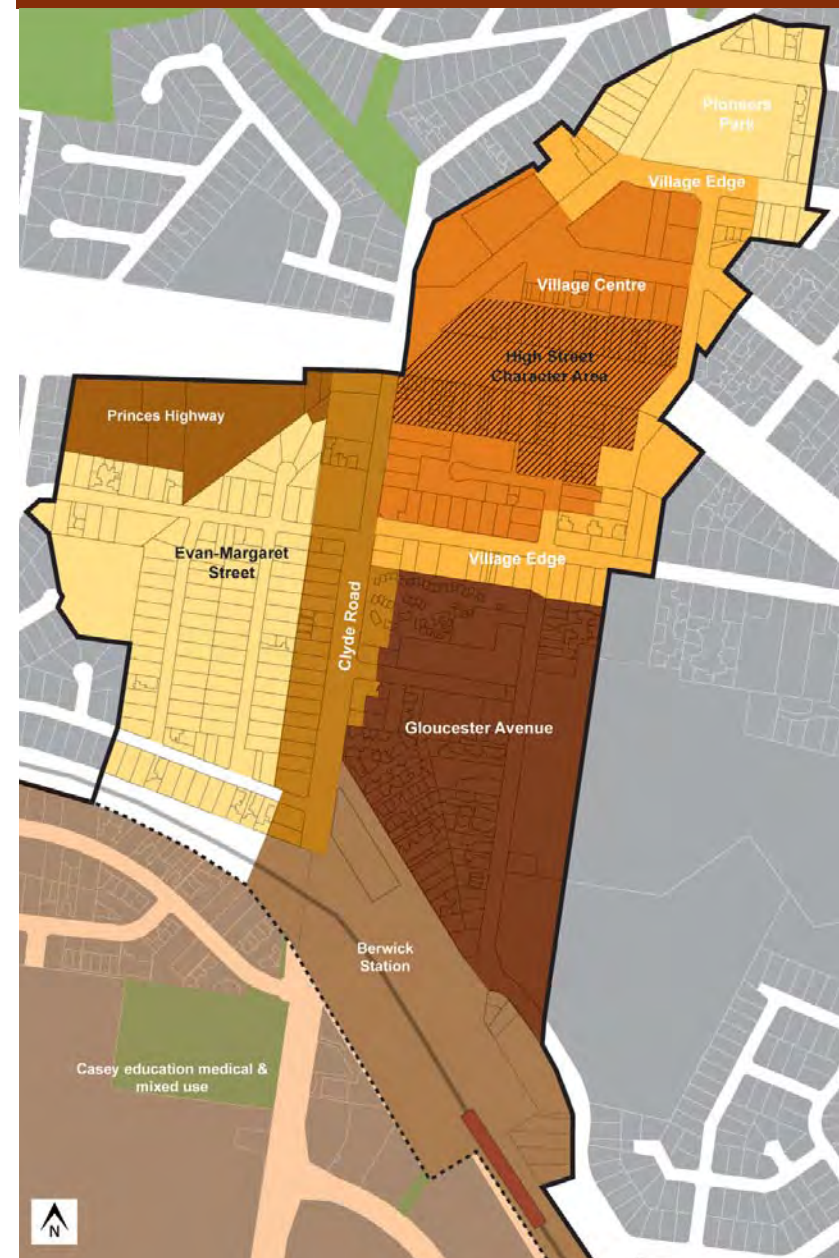 Pioneers
Park
Village Edge
Village Centre
High Street
Character Area
Princes Highway
Evan-Margaret
Street
Village Edge
Clyde Road
Gloucester Avenue
Berwick
Station
Casey education medical &
mixed use
N